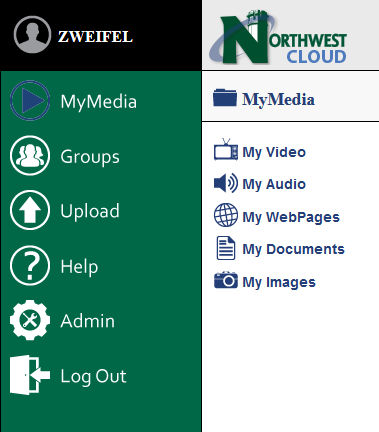 ZWEIFEL
MyMedia
Groups
Upload
Help
Admin
Log Out
NORTHWEST
CLOUD
MyMedia
My Video
My Audio
My WebPages
My Documents
My Images